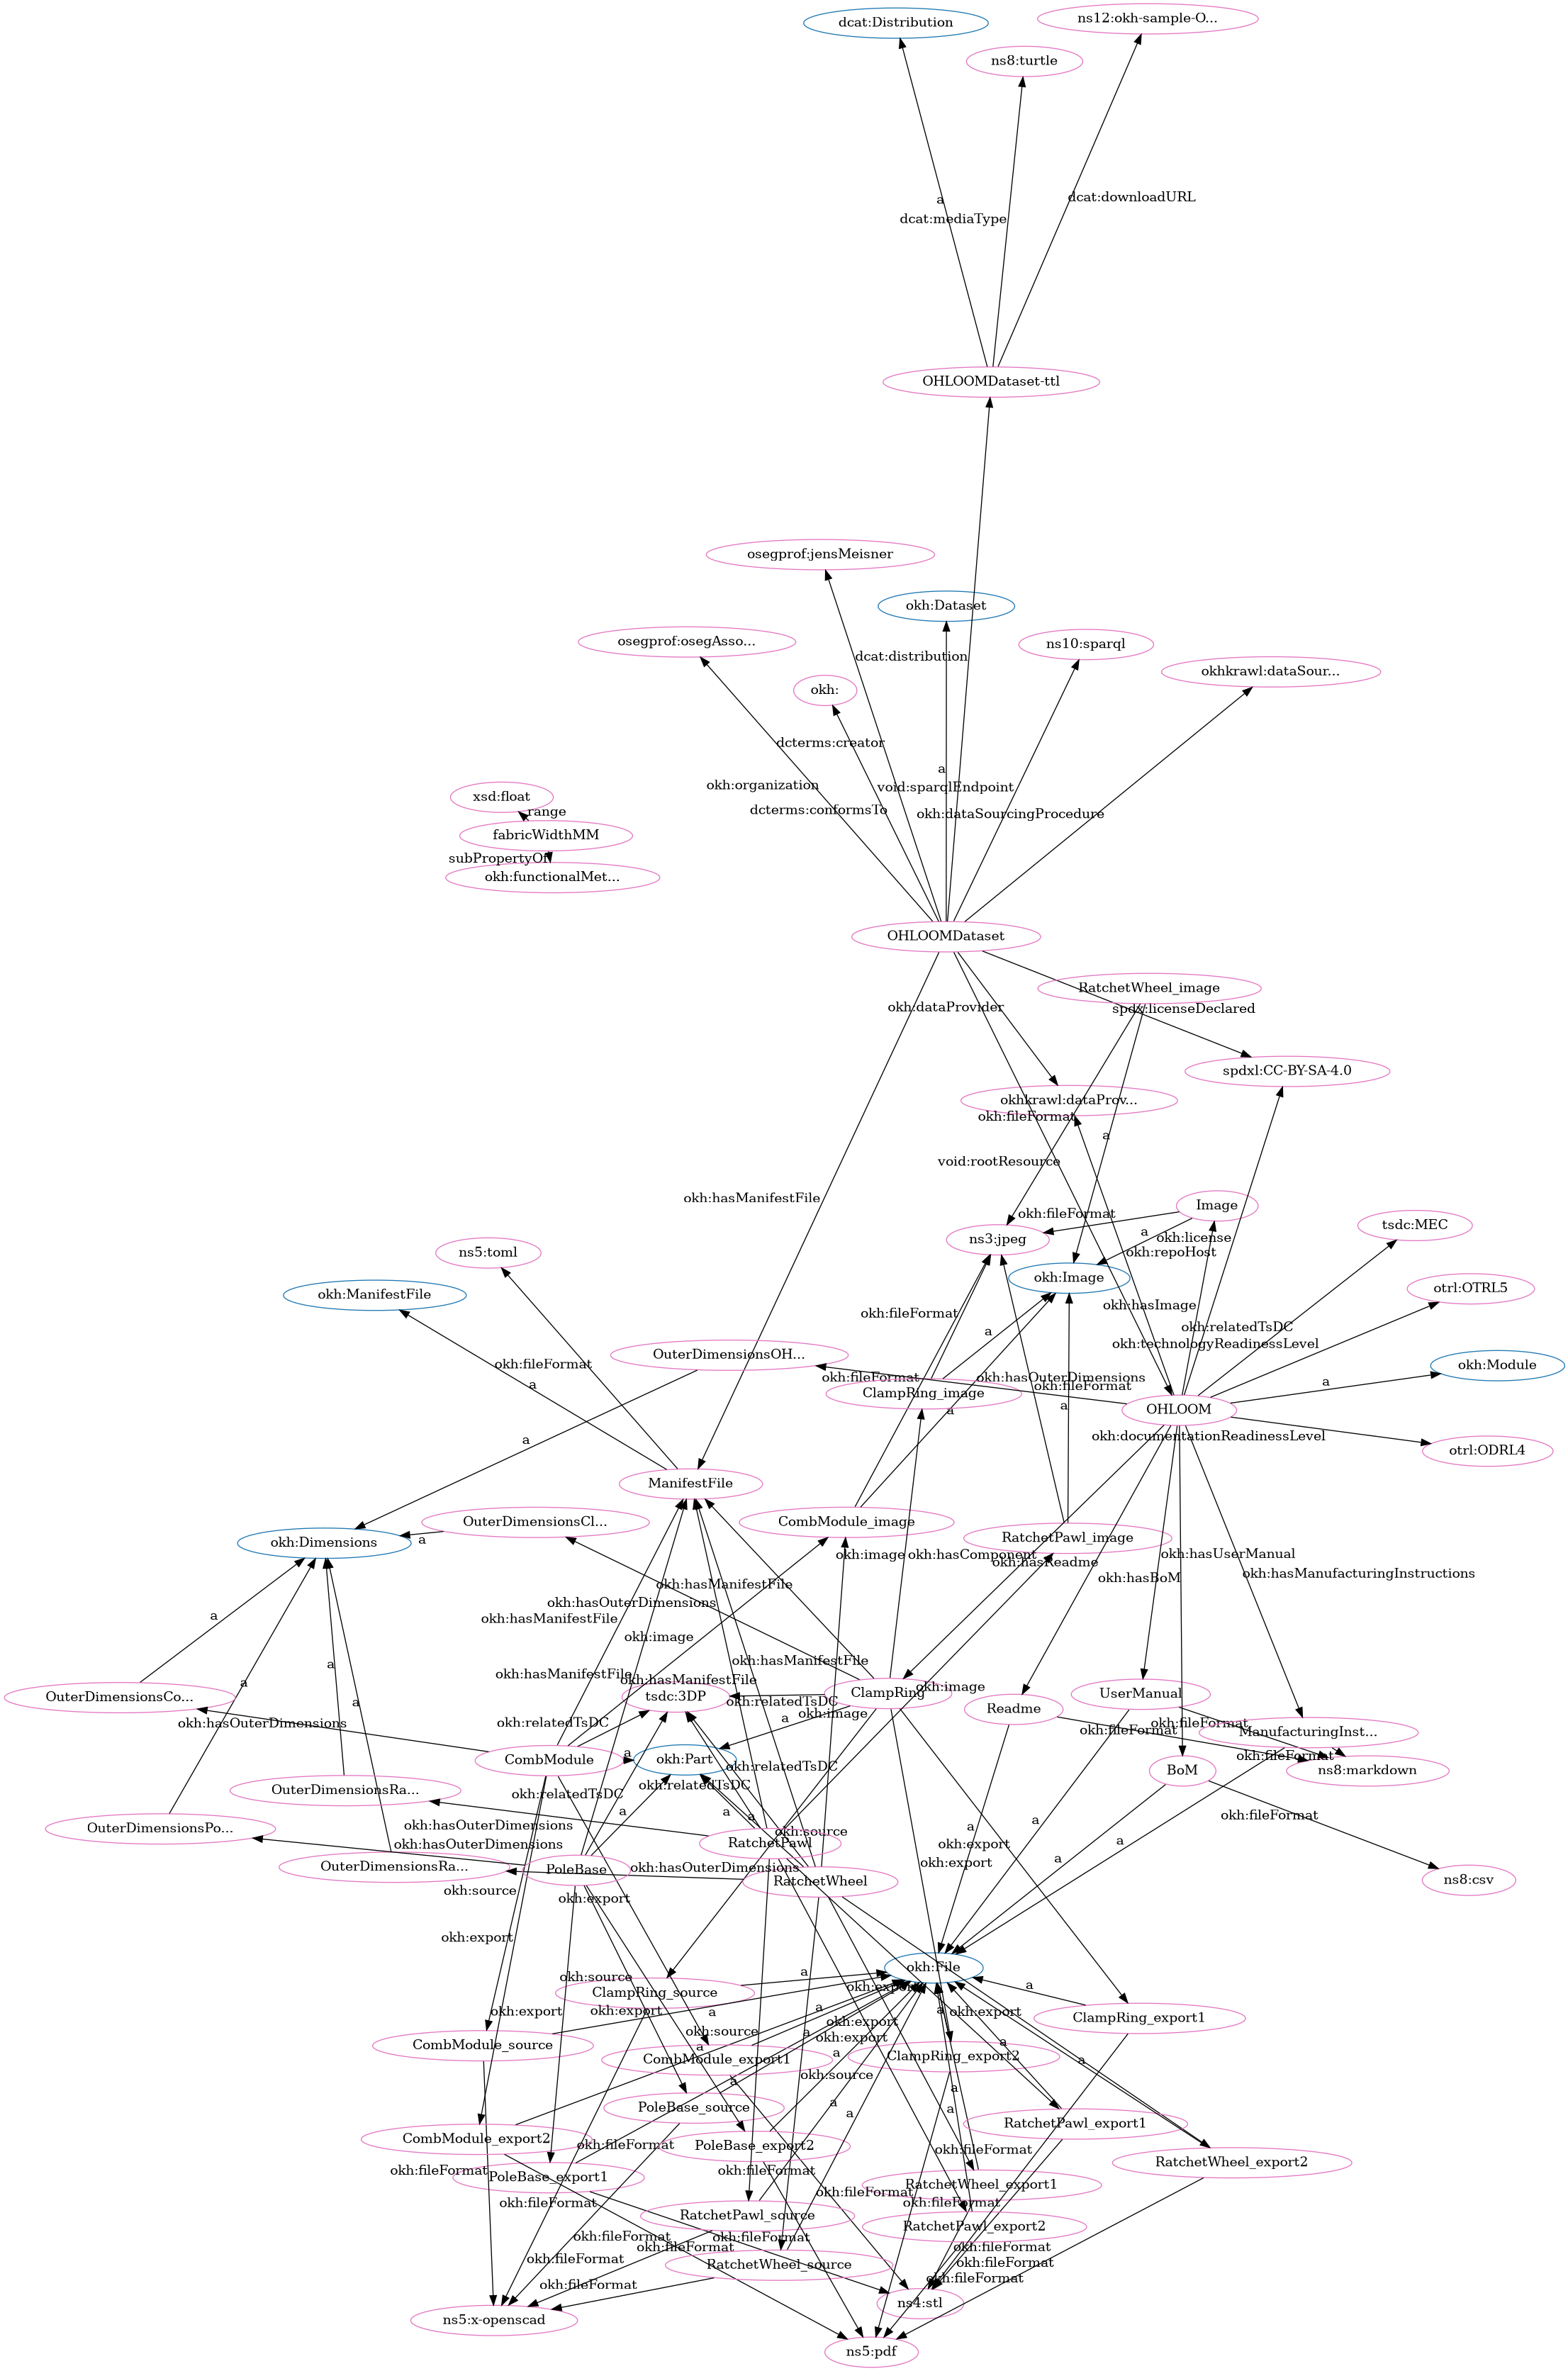 ns12:okh-sample-O...
dcat:Distribution
ns8:turtle
dcat:downloadURL
a
dcat:mediaType
OHLOOMDataset-ttl
osegprof:jensMeisner
okh:Dataset
osegprof:osegAsso...
ns10:sparql
dcat:distribution
okhkrawl:dataSour...
okh:
dcterms:creator
a
okh:organization
void:sparqlEndpoint
xsd:float
dcterms:conformsTo
range
okh:dataSourcingProcedure
fabricWidthMM
subPropertyOf
okh:functionalMet...
OHLOOMDataset
RatchetWheel_image
okh:dataProvider
spdx:licenseDeclared
spdxl:CC-BY-SA-4.0
okhkrawl:dataProv...
okh:fileFormat
a
void:rootResource
okh:hasManifestFile
Image
okh:fileFormat
tsdc:MEC
a
okh:license
ns3:jpeg
ns5:toml
okh:repoHost
okh:Image
otrl:OTRL5
okh:ManifestFile
okh:hasImage
okh:fileFormat
okh:relatedTsDC
a
okh:technologyReadinessLevel
OuterDimensionsOH...
okh:fileFormat
okh:Module
okh:fileFormat
okh:hasOuterDimensions
a
a
okh:fileFormat
ClampRing_image
a
a
OHLOOM
okh:documentationReadinessLevel
a
otrl:ODRL4
ManifestFile
OuterDimensionsCl...
CombModule_image
a
okh:Dimensions
RatchetPawl_image
okh:image
okh:hasComponent
okh:hasUserManual
okh:hasReadme
okh:hasManufacturingInstructions
okh:hasBoM
okh:hasManifestFile
okh:hasOuterDimensions
a
okh:hasManifestFile
okh:image
okh:hasManifestFile
a
okh:hasManifestFile
okh:hasManifestFile
a
okh:image
ClampRing
UserManual
OuterDimensionsCo...
tsdc:3DP
okh:relatedTsDC
a
Readme
okh:image
a
okh:hasOuterDimensions
okh:relatedTsDC
okh:fileFormat
okh:fileFormat
ManufacturingInst...
a
okh:fileFormat
CombModule
okh:Part
okh:relatedTsDC
BoM
ns8:markdown
okh:relatedTsDC
OuterDimensionsRa...
okh:relatedTsDC
a
a
a
okh:fileFormat
a
okh:hasOuterDimensions
a
OuterDimensionsPo...
okh:source
okh:hasOuterDimensions
RatchetPawl
okh:export
a
a
okh:export
OuterDimensionsRa...
PoleBase
okh:hasOuterDimensions
RatchetWheel
ns8:csv
okh:source
okh:export
okh:export
okh:File
a
okh:source
ClampRing_source
okh:export
a
okh:export
okh:export
a
a
a
okh:export
ClampRing_export1
okh:export
okh:source
a
okh:export
a
CombModule_source
a
a
ClampRing_export2
CombModule_export1
a
okh:source
a
a
a
a
PoleBase_source
a
a
RatchetPawl_export1
CombModule_export2
okh:fileFormat
PoleBase_export2
okh:fileFormat
RatchetWheel_export2
okh:fileFormat
okh:fileFormat
PoleBase_export1
RatchetWheel_export1
okh:fileFormat
okh:fileFormat
okh:fileFormat
RatchetPawl_source
RatchetPawl_export2
okh:fileFormat
okh:fileFormat
okh:fileFormat
okh:fileFormat
okh:fileFormat
okh:fileFormat
RatchetWheel_source
okh:fileFormat
okh:fileFormat
ns4:stl
ns5:x-openscad
ns5:pdf